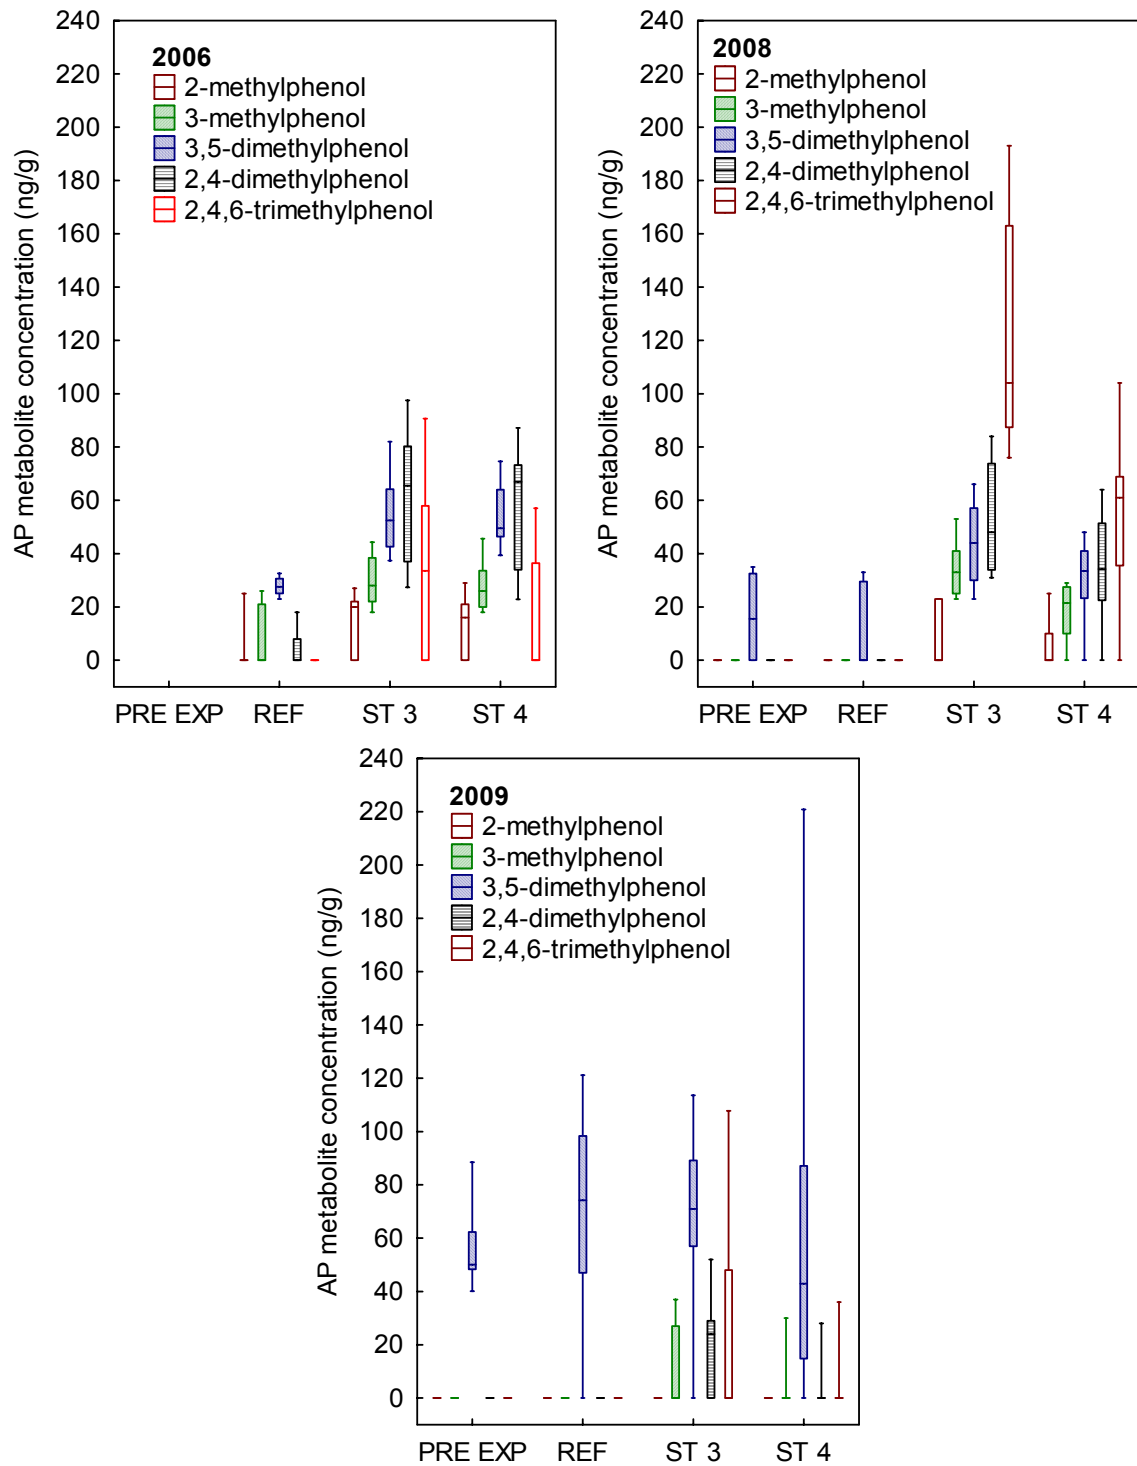 AP metabolite concentration (ng/g)
240
220
200
180
160
140
120
100
80
60
40
20
0
2006
2-methylphenol
3-methylphenol
3,5-dimethylphenol
2,4-dimethylphenol
2,4,6-trimethylphenol
PRE EXP REF ST 3 ST 4
AP metabolite concentration (ng/g)
240
220
200
180
160
140
120
100
80
60
40
20
0
2008
2-methylphenol
3-methylphenol
3,5-dimethylphenol
2,4-dimethylphenol
2,4,6-trimethylphenol
PRE EXP REF ST 3 ST 4
AP metabolite concentration (ng/g)
240
220
200
180
160
140
120
100
80
60
40
20
0
2009
2-methylphenol
3-methylphenol
3,5-dimethylphenol
2,4-dimethylphenol
2,4,6-trimethylphenol
PRE EXP REF ST 3 ST 4